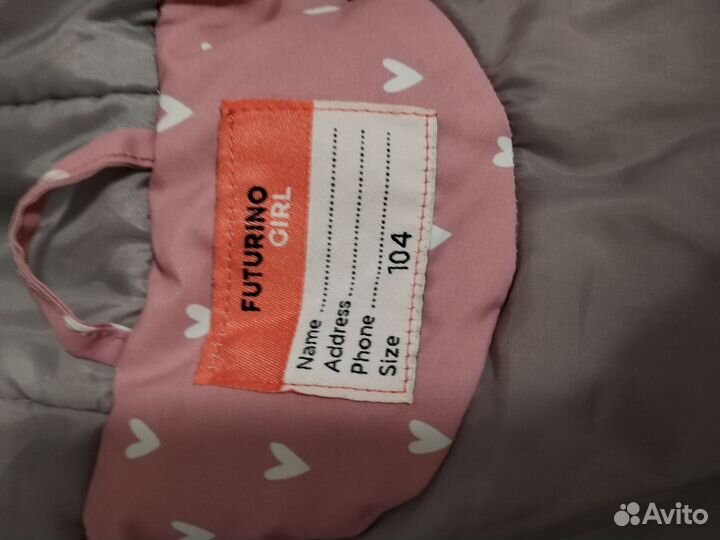 FUTURINO
GIRL
Name ..........................
Address ......................
Phone ..............
Size 104
Avito